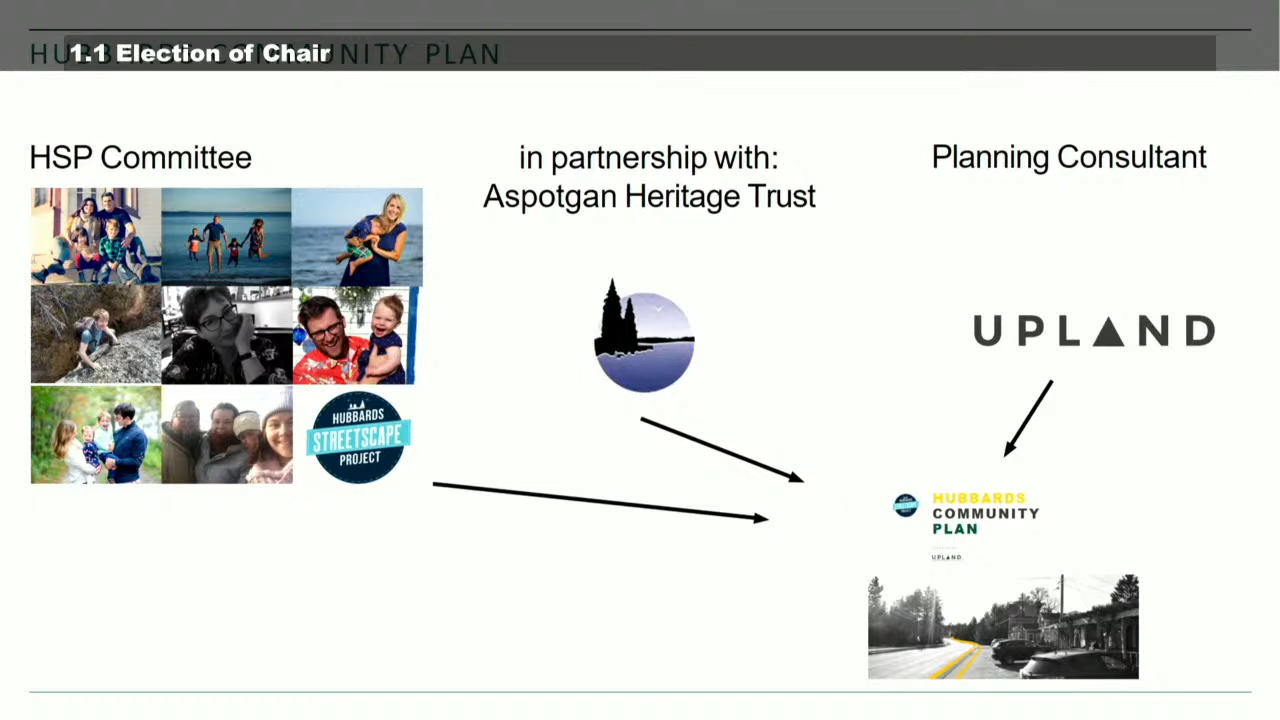 HUBBARDS COMMUNITY PLAN
1.1 Election of Chair
HSP Committee
in partnership with:
Aspotgan Heritage Trust
Planning Consultant
UPLAND
HUBBARDS
STREETSCAPE
PROJECT
HUBBARDS
COMMUNITY
PLAN
UPLAND